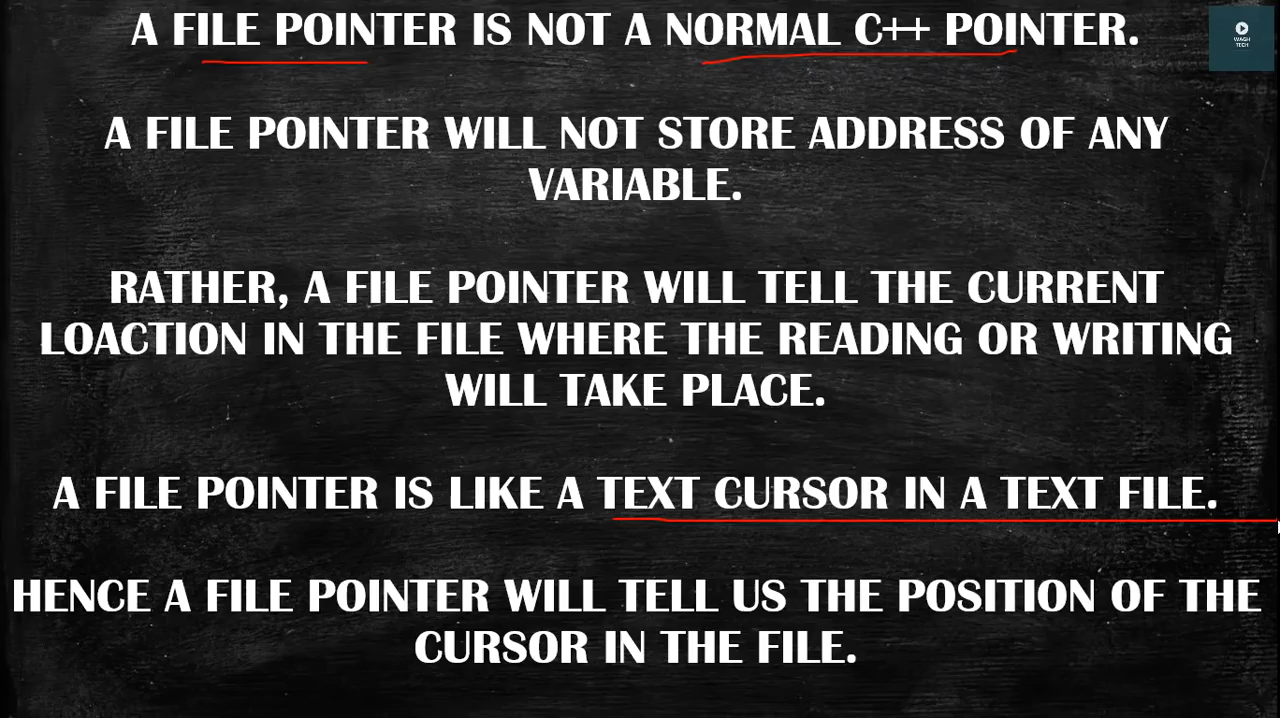 A FILE POINTER IS NOT A NORMAL C++ POINTER.
WAGH
TECH
A FILE POINTER WILL NOT STORE ADDRESS OF ANY
VARIABLE.
RATHER, A FILE POINTER WILL TELL THE CURRENT
LOACTION IN THE FILE WHERE THE READING OR WRITING
WILL TAKE PLACE.
A FILE POINTER IS LIKE A TEXT CURSOR IN A TEXT FILE.
HENCE A FILE POINTER WILL TELL US THE POSITION OF THE
CURSOR IN THE FILE.